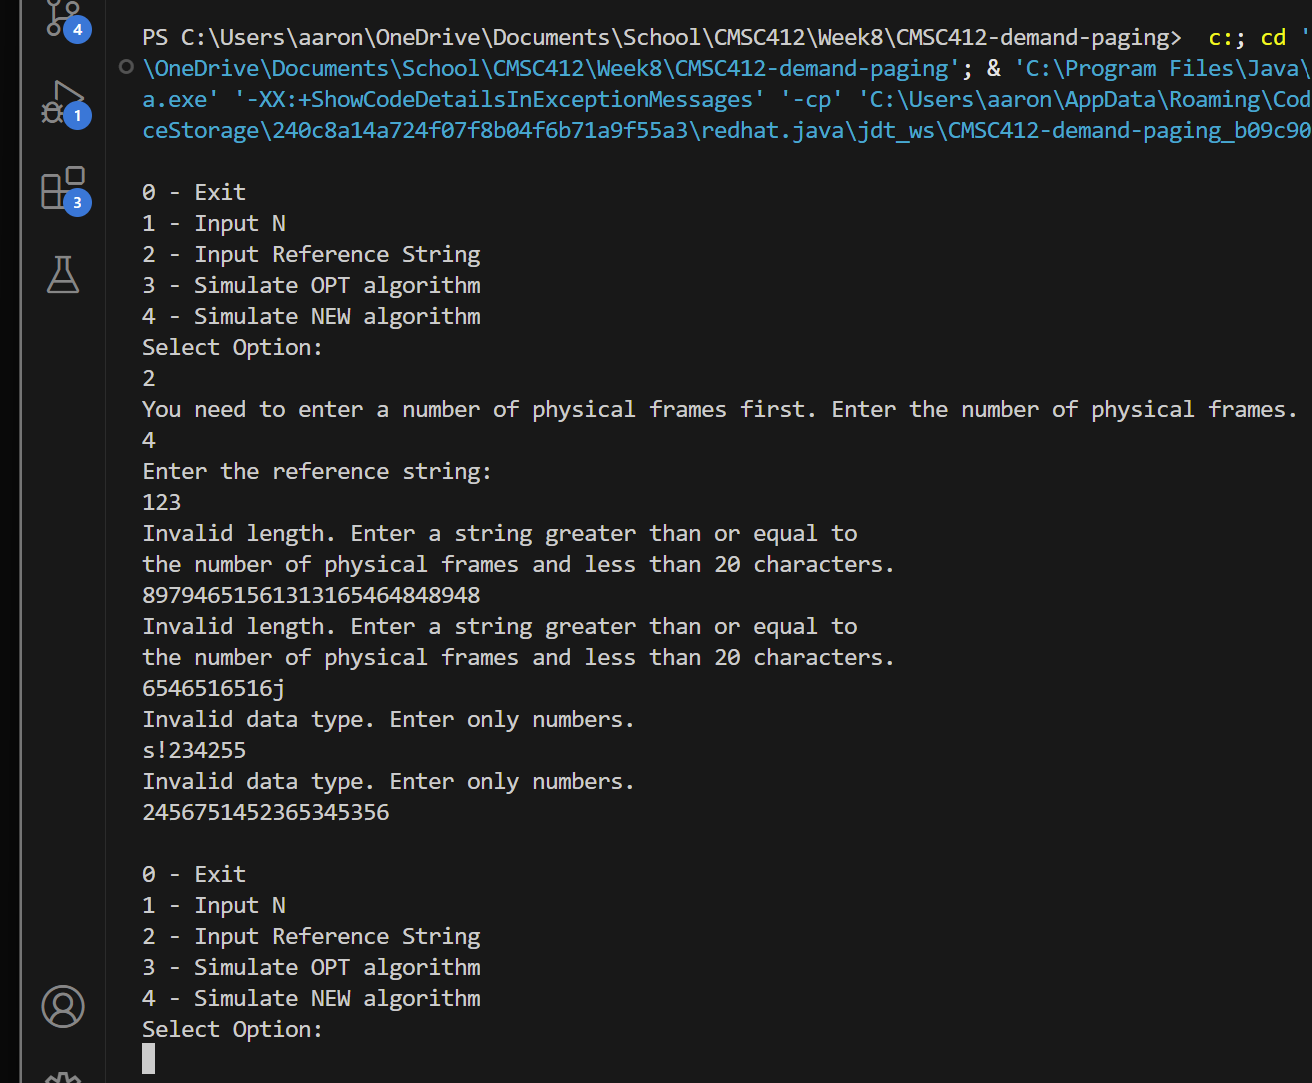 4
1
3
PS C:\Users\aaron\OneDrive\Documents\School\CMSC412\Week8\CMSC412-demand-paging>  c:; cd '
\OneDrive\Documents\School\CMSC412\Week8\CMSC412-demand-paging'; & 'C:\Program Files\Java\
a.exe' '-XX:+ShowCodeDetailsInExceptionMessages' '-cp' 'C:\Users\aaron\AppData\Roaming\Cod
ceStorage\240c8a14a724f07f8b04f6b71a9f55a3\redhat.java\jdt_ws\CMSC412-demand-paging_b09c90
0 - Exit
1 - Input N
2 - Input Reference String
3 - Simulate OPT algorithm
4 - Simulate NEW algorithm
Select Option:
2
You need to enter a number of physical frames first. Enter the number of physical frames.
4
Enter the reference string:
123
Invalid length. Enter a string greater than or equal to
the number of physical frames and less than 20 characters.
89794651561313165464848948
Invalid length. Enter a string greater than or equal to
the number of physical frames and less than 20 characters.
6546516516j
Invalid data type. Enter only numbers.
s!234255
Invalid data type. Enter only numbers.
2456751452365345356
0 - Exit
1 - Input N
2 - Input Reference String
3 - Simulate OPT algorithm
4 - Simulate NEW algorithm
Select Option: